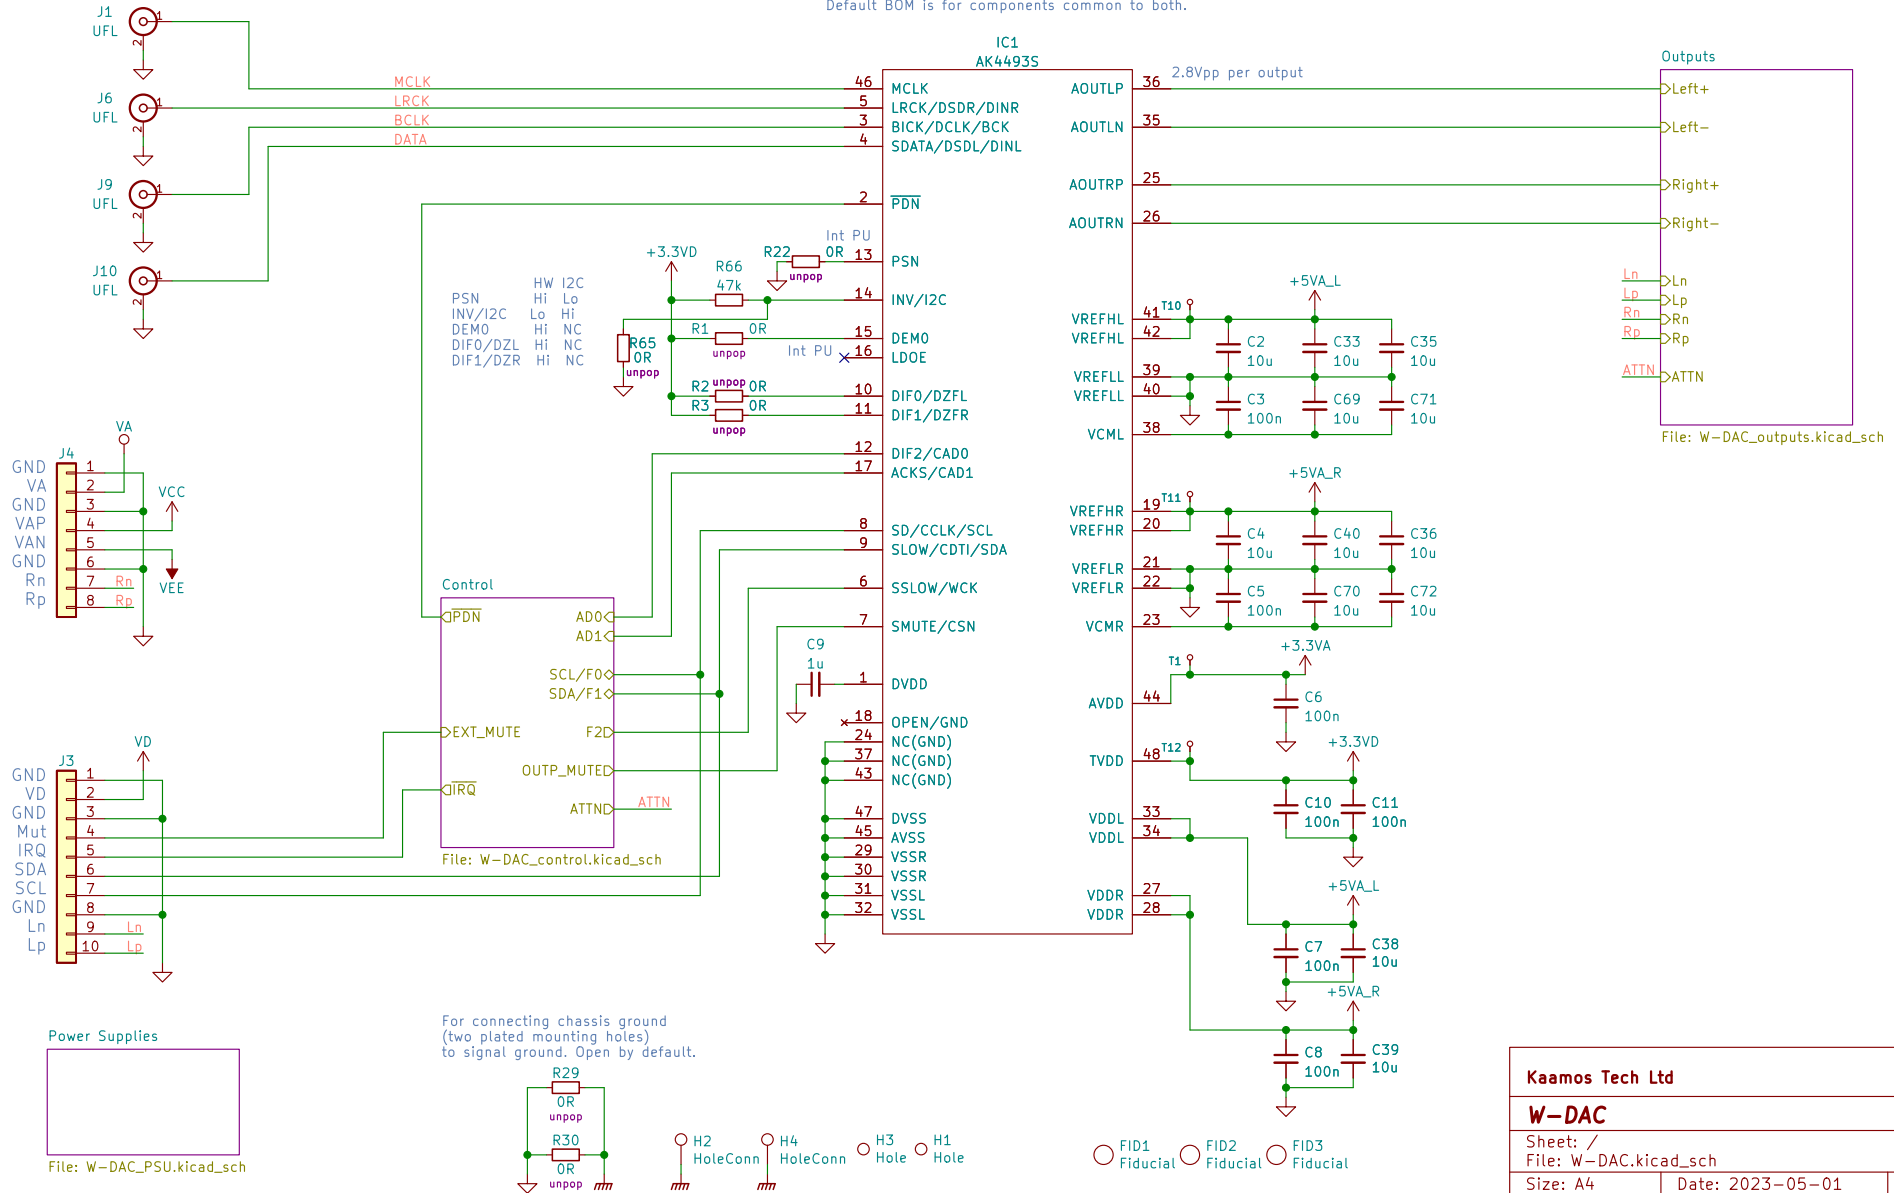 Default BOM is for components common to both.
J1
UFL
1
2
J6
UFL
1
2
J9
UFL
1
2
J10
UFL
1
2
MCLK
LRCK
BCLK
DATA
IC1
AK4493S
46 MCLK
5 LRCK/DSDR/DINR
3 BICK/DCLK/BCK
4 SDATA/DSDL/DINL
2 PDN
13 PSN
14 INV/I2C
15 DEM0
16 LDOE
10 DIF0/DZFL
11 DIF1/DZFR
12 DIF2/CAD0
17 ACKS/CAD1
8 SD/CCLK/SCL
9 SLOW/CDTI/SDA
6 SSLOW/WCK
7 SMUTE/CSN
1 DVDD
18 OPEN/GND
24 NC(GND)
37 NC(GND)
43 NC(GND)
47 DVSS
45 AVSS
29 VSSR
30 VSSR
31 VSSL
32 VSSL
AOUTLP 36
AOUTLN 35
AOUTRP 25
AOUTRN 26
VREFHL 41
VREFHL 42
VREFLL 39
VREFLL 40
VCML 38
VREFHR 19
VREFHR 20
VREFLR 21
VREFLR 22
VCMR 23
AVDD 44
TVDD 48
VDDL 33
VDDL 34
VDDR 27
VDDR 28
2.8Vpp per output
Outputs
Left+
Left-
Right+
Right-
Ln Ln
Lp Lp
Rn Rn
Rp Rp
ATTN ATTN
File: W-DAC_outputs.kicad_sch
Int PU
R22 0R
unpop
+3.3VD
R66
47k
R65
0R
unpop
R1 0R
unpop
Int PU
unpop
R2 0R
R3 0R
unpop
HW I2C
PSN Hi Lo
INV/I2C Lo Hi
DEM0 Hi NC
DIF0/DZL Hi NC
DIF1/DZR Hi NC
T10
+5VA_L
C2
10u
C33
10u
C35
10u
C3
100n
C69
10u
C71
10u
T11
+5VA_R
C4
10u
C40
10u
C36
10u
C5
100n
C70
10u
C72
10u
T1
+3.3VA
C6
100n
T12
+3.3VD
C10
100n
C11
100n
+5VA_L
C7
100n
C38
10u
+5VA_R
C8
100n
C39
10u
C9
1u
VA
VCC
VEE
J4
GND 1
VA 2
GND 3
VAP 4
VAN 5
GND 6
Rn 7 Rn
Rp 8 Rp
VD
J3
GND 1
VD 2
GND 3
Mut 4
IRQ 5
SDA 6
SCL 7
GND 8
Ln 9 Ln
Lp 10 Lp
Control
PDN
EXT_MUTE
IRQ
AD0
AD1
SCL/F0
SDA/F1
F2
OUTP_MUTE
ATTN
ATTN
File: W-DAC_control.kicad_sch
Power Supplies
File: W-DAC_PSU.kicad_sch
For connecting chassis ground
(two plated mounting holes)
to signal ground. Open by default.
R29
0R
unpop
R30
0R
unpop
H2
HoleConn
H4
HoleConn
H3
Hole
H1
Hole
FID1
Fiducial
FID2
Fiducial
FID3
Fiducial
Kaamos Tech Ltd
W-DAC
Sheet: /
File: W-DAC.kicad_sch
Size: A4
Date: 2023-05-01